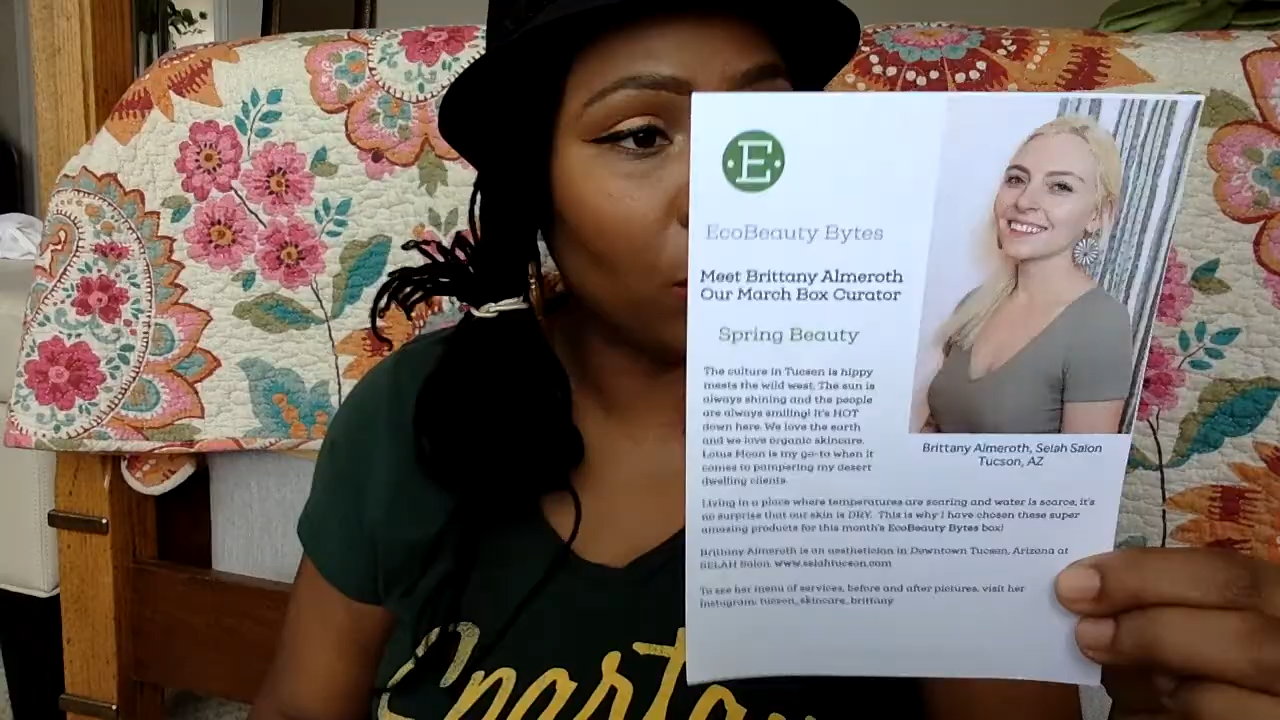 E
EcoBeauty Bytes
Meet Brittany Almeroth
Our March Box Curator
Spring Beauty
The culture in Tucson is hippy
meets the wild west. The sun is
always shining and the people
are always smiling! It's HOT
down here. We love the earth
and we love organic skincare.
Lotus Moon is my go-to when it
comes to pampering my desert
dwelling clients.
Brittany Almeroth, Selah Salon
Tucson, AZ
Living in a place where temperatures are soaring and water is scarce, it's
no surprise that our skin is DRY. This is why I have chosen these super
amazing products for this month's EcoBeauty Bytes box!
Brittany Almeroth is an aesthetician in Downtown Tucson, Arizona at
SELAH Salon. www.selahtucson.com
To see her menu of services, before and after pictures, visit her
Instagram: tucson_skincare_brittany